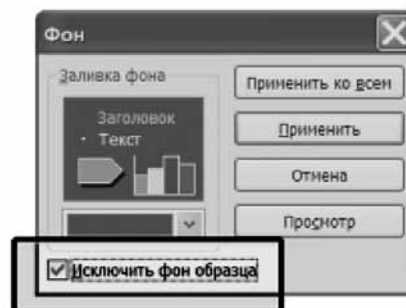 Фон
Заливка фона
Заголовок
· Текст
Применить ко всем
Применить
Отмена
Просмотр
Исключить фон образца